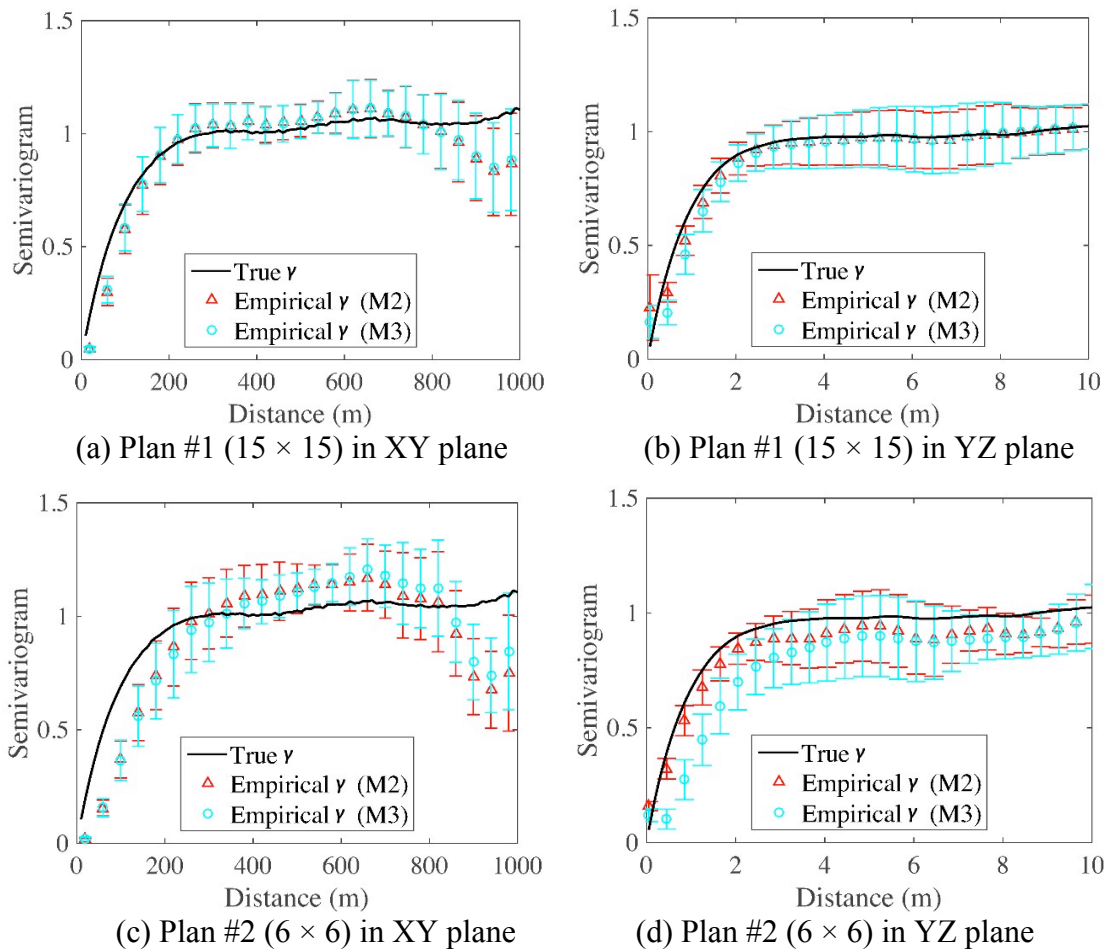 1.5
1
0.5
0
Semivariogram
True γ
Empirical γ (M2)
Empirical γ (M3)
0 200 400 600 800 1000
Distance (m)
(a) Plan #1 (15 × 15) in XY plane
1.5
1
0.5
0
Semivariogram
True γ
Empirical γ (M2)
Empirical γ (M3)
0 2 4 6 8 10
Distance (m)
(b) Plan #1 (15 × 15) in YZ plane
1.5
1
0.5
0
Semivariogram
True γ
Empirical γ (M2)
Empirical γ (M3)
0 200 400 600 800 1000
Distance (m)
(c) Plan #2 (6 × 6) in XY plane
1.5
1
0.5
0
Semivariogram
True γ
Empirical γ (M2)
Empirical γ (M3)
0 2 4 6 8 10
Distance (m)
(d) Plan #2 (6 × 6) in YZ plane